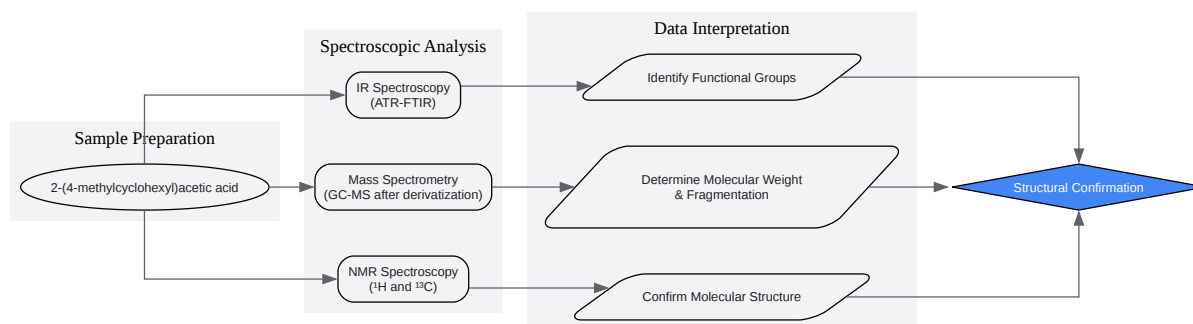 Sample Preparation
2-(4-methylcyclohexyl)acetic acid
Spectroscopic Analysis
IR Spectroscopy
(ATR-FTIR)
Mass Spectrometry
(GC-MS after derivatization)
NMR Spectroscopy
(¹H and ¹³C)
Data Interpretation
Identify Functional Groups
Determine Molecular Weight
& Fragmentation
Confirm Molecular Structure
Structural Confirmation